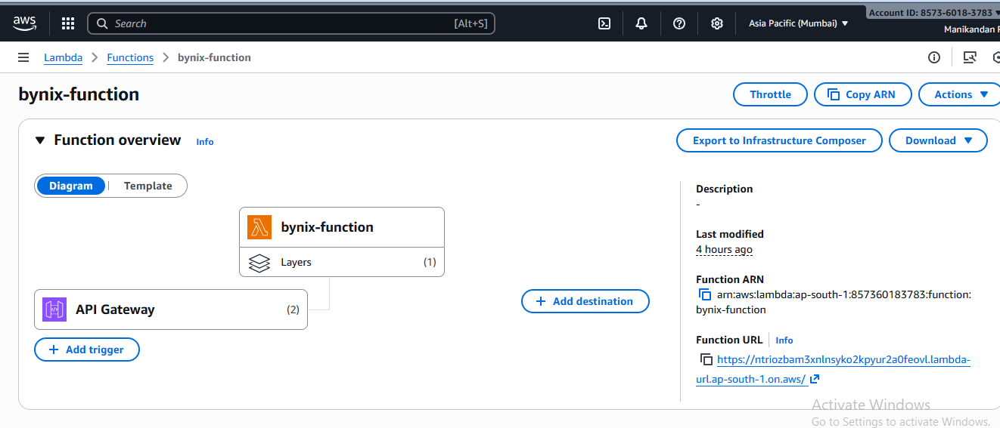 aws
Search [Alt+S]
Asia Pacific (Mumbai)
Account ID: 8573-6018-3783
Manikandan
Lambda > Functions > bynix-function
bynix-function
Throttle
Copy ARN
Actions
Function overview Info
Export to Infrastructure Composer
Download
Diagram | Template
bynix-function
Layers (1)
API Gateway (2)
+ Add trigger
+ Add destination
Description
-
Last modified
4 hours ago
Function ARN
arn:aws:lambda:ap-south-1:857360183783:function:
bynix-function
Function URL Info
https://ntriozbam3xnlnsyko2kpyur2a0feovl.lambda-
url.ap-south-1.on.aws/
Activate Windows
Go to Settings to activate Windows.